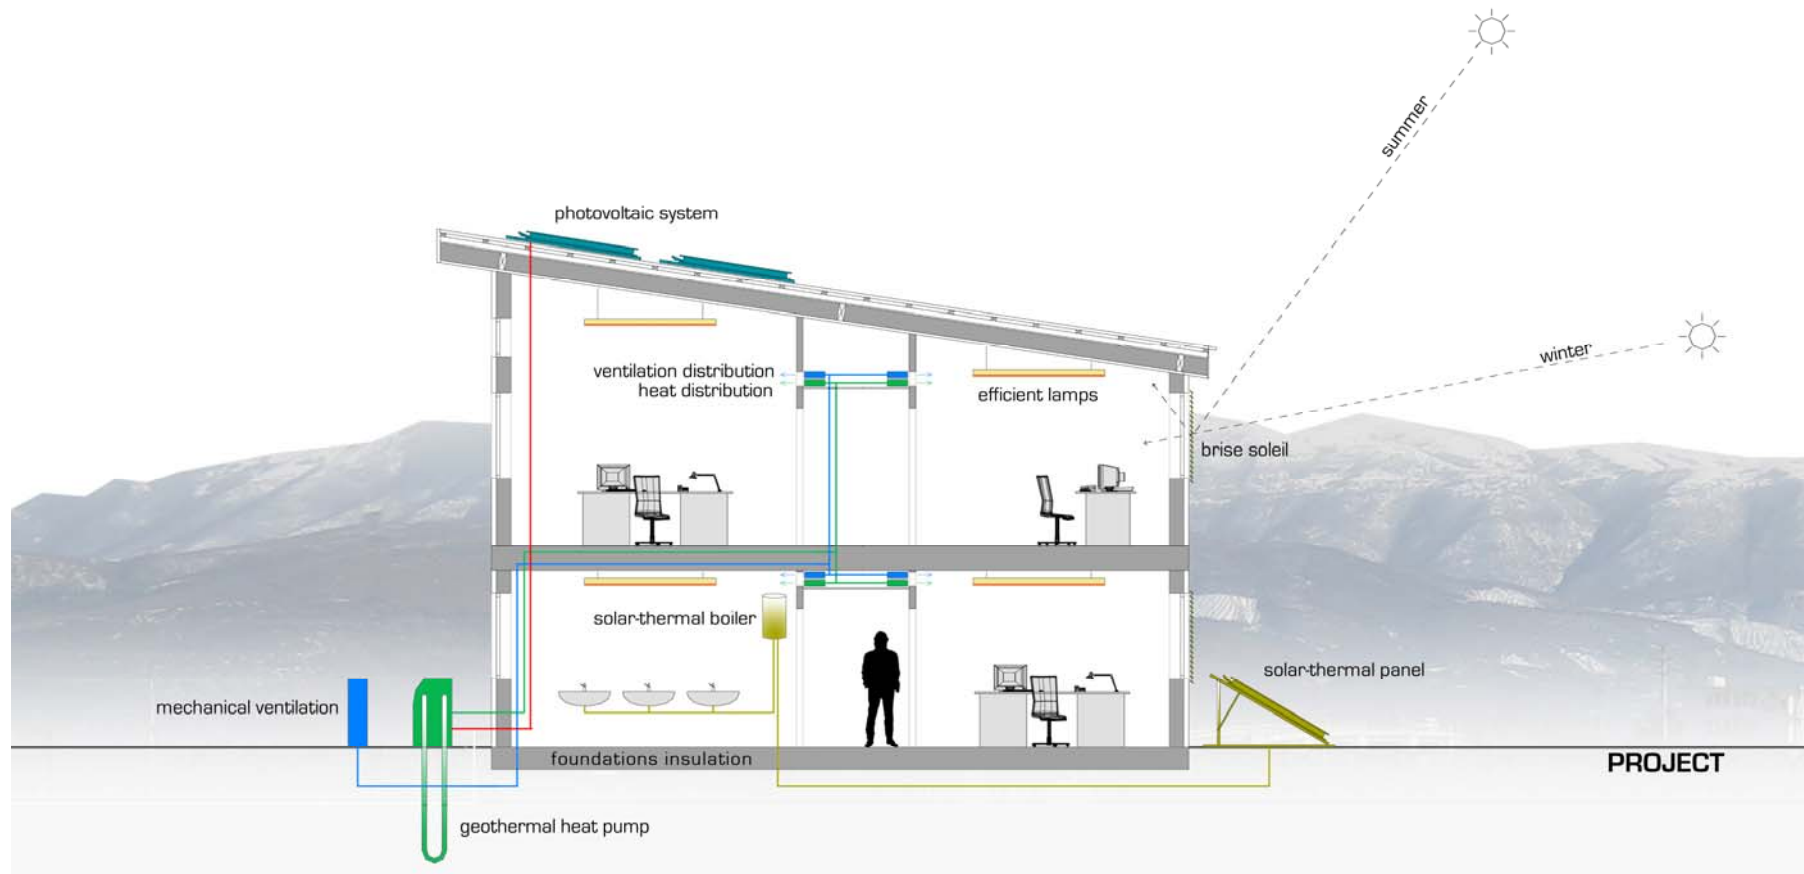 summer
photovoltaic system
winter
ventilation distribution
heat distribution
efficient lamps
brise soleil
solar-thermal boiler
solar-thermal panel
mechanical ventilation
foundations insulation
PROJECT
geothermal heat pump